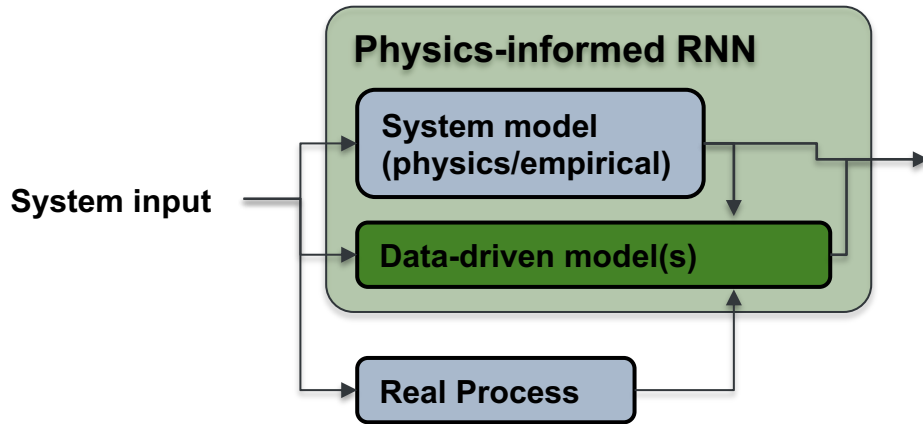 Physics-informed RNN
System model
(physics/empirical)
System input
Data-driven model(s)
Real Process